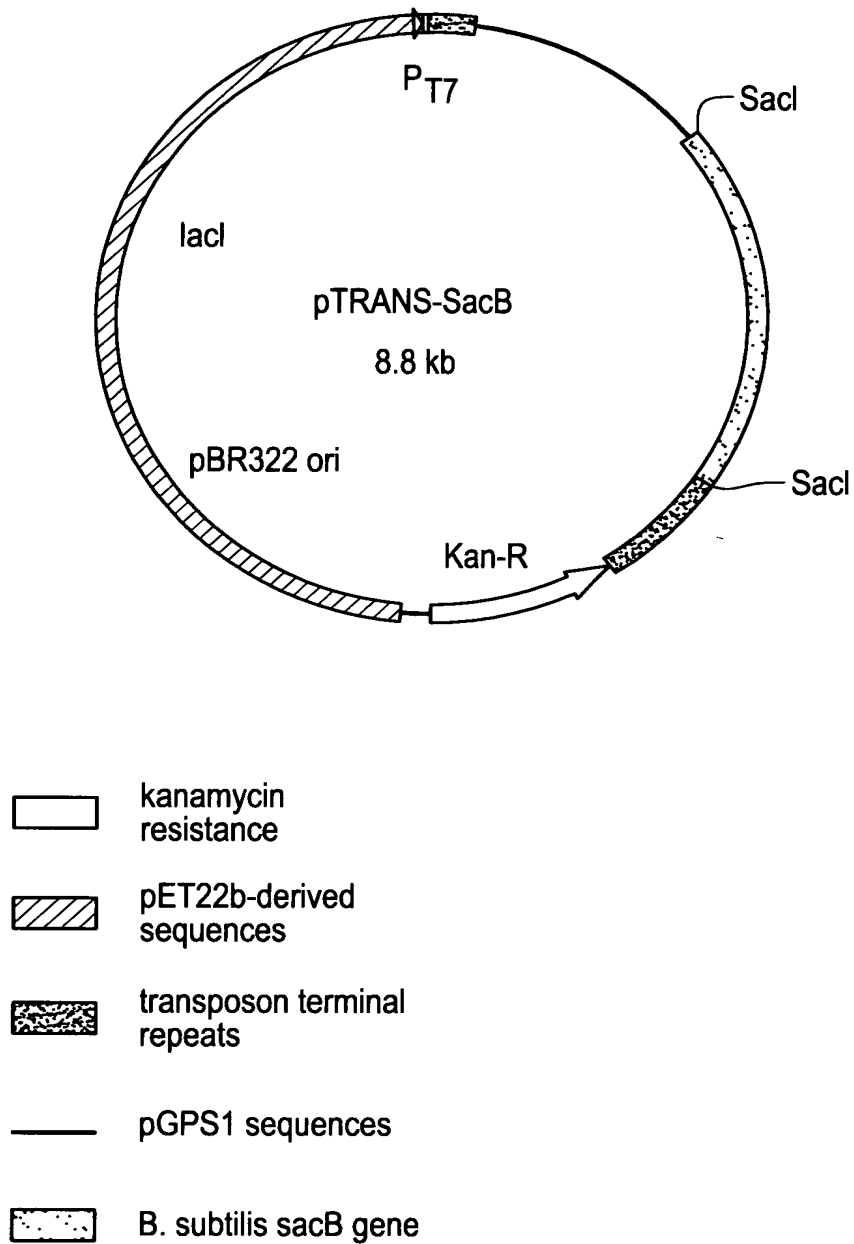 P T7
SacI
lacI
pTRANS-SacB
8.8 kb
pBR322 ori
SacI
Kan-R
kanamycin
resistance
pET22b-derived
sequences
transposon terminal
repeats
pGPS1 sequences
B. subtilis sacB gene